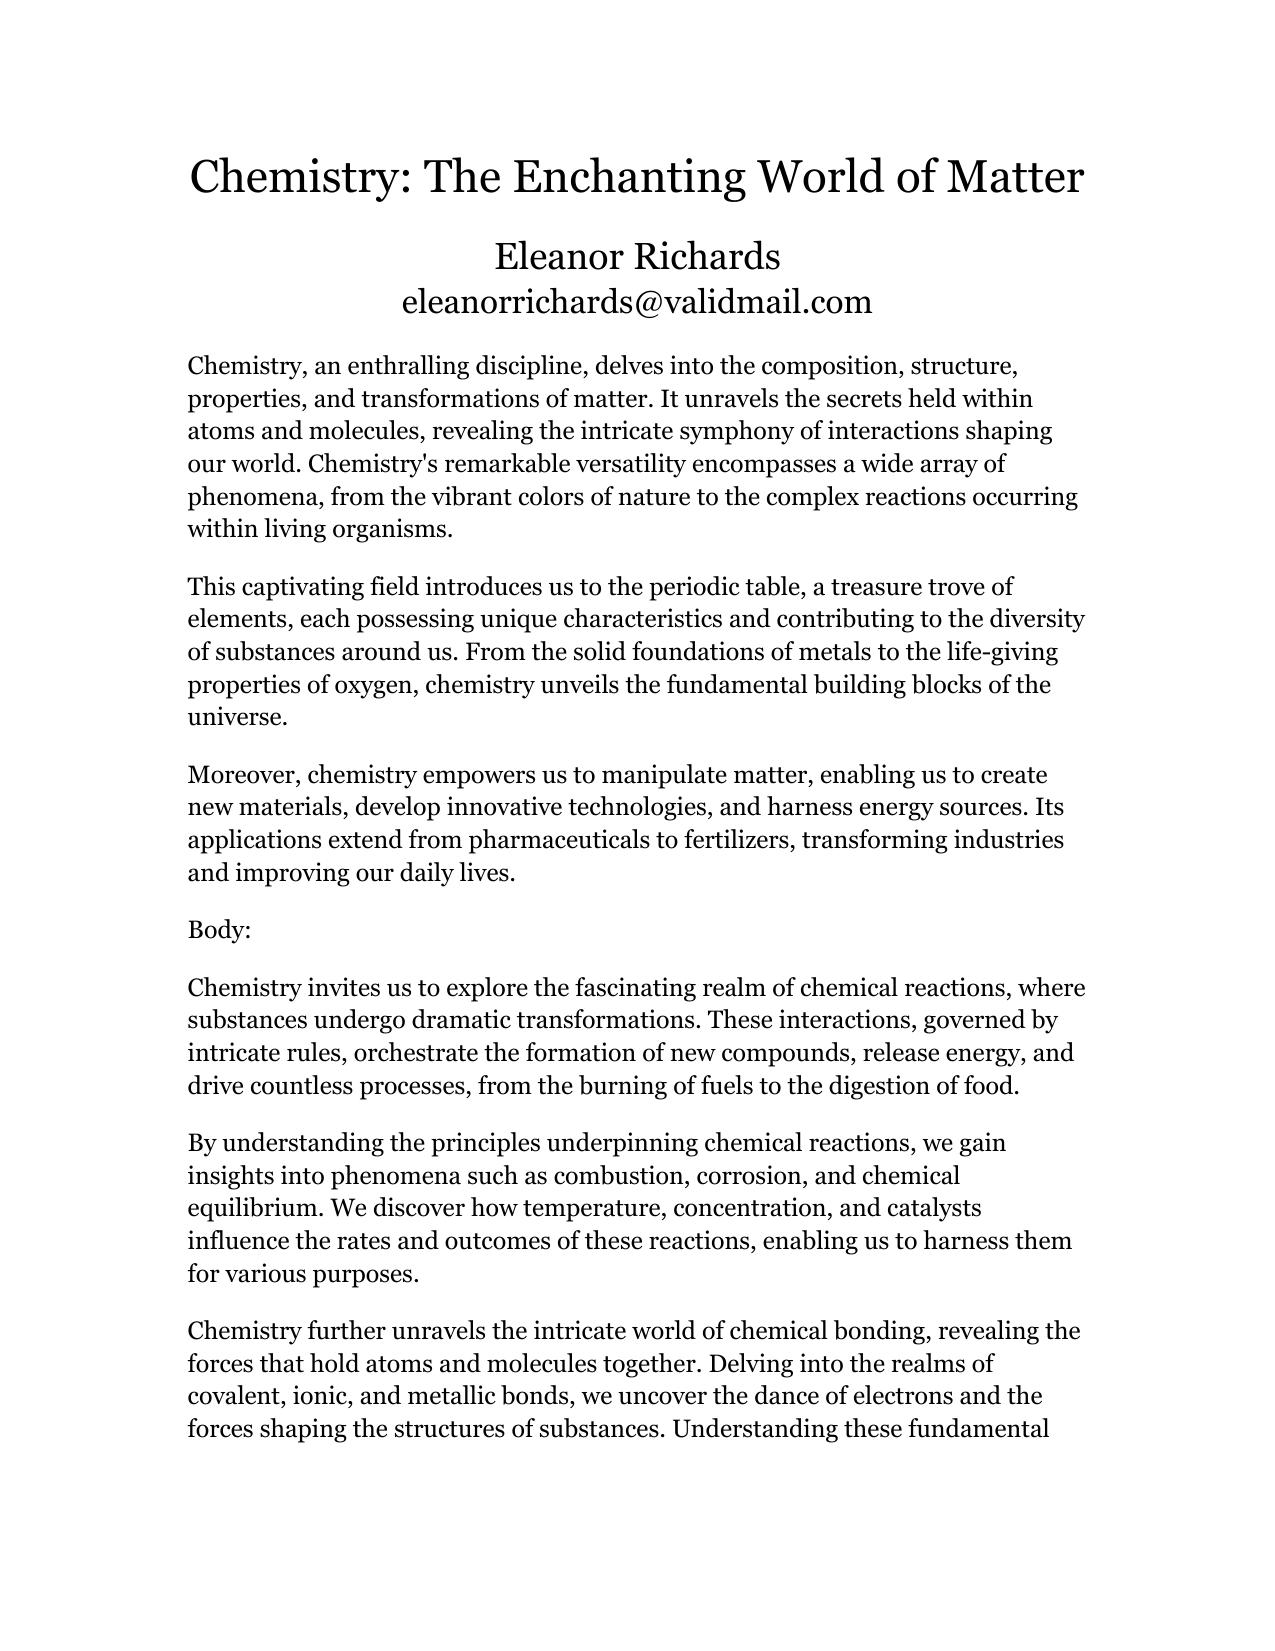 Chemistry: The Enchanting World of Matter
Eleanor Richards
eleanorrichards@validmail.com
Chemistry, an enthralling discipline, delves into the composition, structure,
properties, and transformations of matter. It unravels the secrets held within
atoms and molecules, revealing the intricate symphony of interactions shaping
our world. Chemistry's remarkable versatility encompasses a wide array of
phenomena, from the vibrant colors of nature to the complex reactions occurring
within living organisms.
This captivating field introduces us to the periodic table, a treasure trove of
elements, each possessing unique characteristics and contributing to the diversity
of substances around us. From the solid foundations of metals to the life-giving
properties of oxygen, chemistry unveils the fundamental building blocks of the
universe.
Moreover, chemistry empowers us to manipulate matter, enabling us to create
new materials, develop innovative technologies, and harness energy sources. Its
applications extend from pharmaceuticals to fertilizers, transforming industries
and improving our daily lives.
Body:
Chemistry invites us to explore the fascinating realm of chemical reactions, where
substances undergo dramatic transformations. These interactions, governed by
intricate rules, orchestrate the formation of new compounds, release energy, and
drive countless processes, from the burning of fuels to the digestion of food.
By understanding the principles underpinning chemical reactions, we gain
insights into phenomena such as combustion, corrosion, and chemical
equilibrium. We discover how temperature, concentration, and catalysts
influence the rates and outcomes of these reactions, enabling us to harness them
for various purposes.
Chemistry further unravels the intricate world of chemical bonding, revealing the
forces that hold atoms and molecules together. Delving into the realms of
covalent, ionic, and metallic bonds, we uncover the dance of electrons and the
forces shaping the structures of substances. Understanding these fundamental